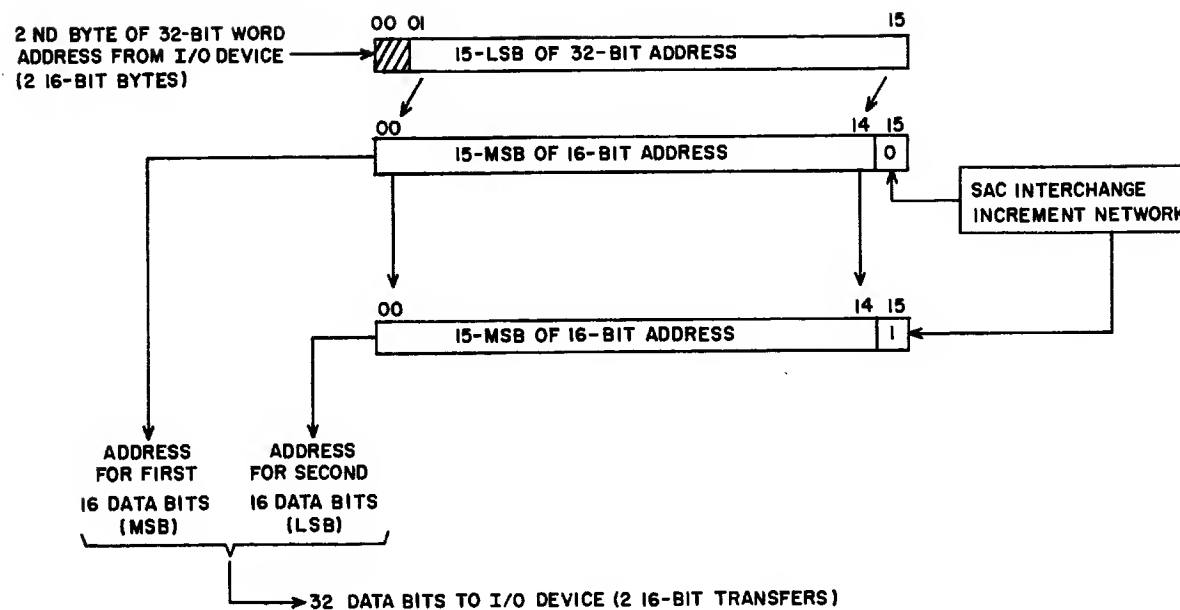 00 01 15
2 ND BYTE OF 32-BIT WORD
ADDRESS FROM I/O DEVICE
(2 16-BIT BYTES)
15-LSB OF 32-BIT ADDRESS
00 14 15
15-MSB OF 16-BIT ADDRESS 0
SAC INTERCHANGE
INCREMENT NETWORK
00 14 15
15-MSB OF 16-BIT ADDRESS 1
ADDRESS
FOR FIRST
16 DATA BITS
(MSB)
ADDRESS
FOR SECOND
16 DATA BITS
(LSB)
32 DATA BITS TO I/O DEVICE (2 16-BIT TRANSFERS)